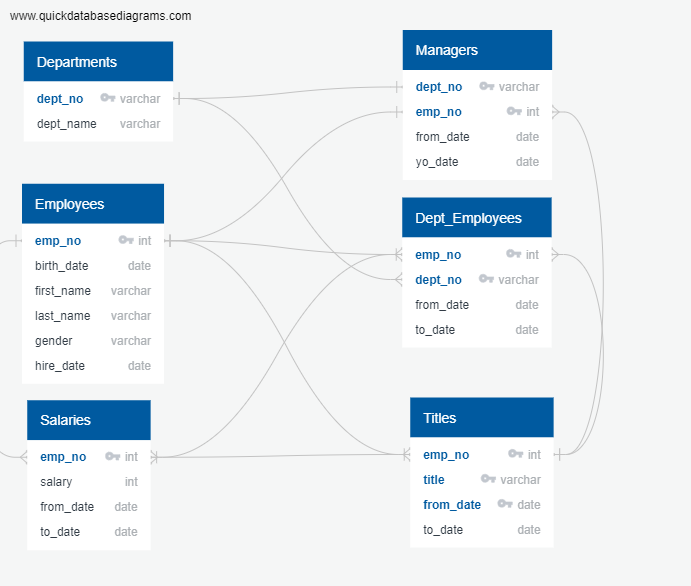 www.quickdatabasediagrams.com
Departments
dept_no varchar
dept_name varchar
Employees
emp_no int
birth_date date
first_name varchar
last_name varchar
gender varchar
hire_date date
Salaries
emp_no int
salary int
from_date date
to_date date
Managers
dept_no varchar
emp_no int
from_date date
yo_date date
Dept_Employees
emp_no int
dept_no varchar
from_date date
to_date date
Titles
emp_no int
title varchar
from_date date
to_date date